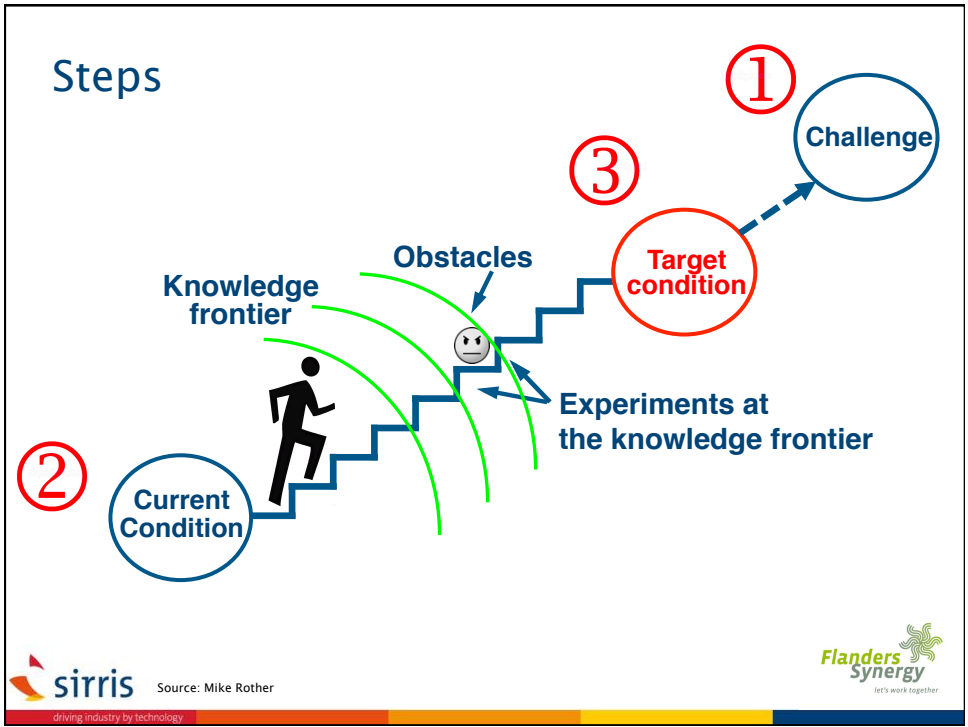 Steps
①
Challenge
③
Target
condition
Obstacles
Knowledge
frontier
Experiments at
the knowledge frontier
②
Current
Condition
sirris
driving industry by technology
Source: Mike Rother
Flanders
Synergy
let's work together